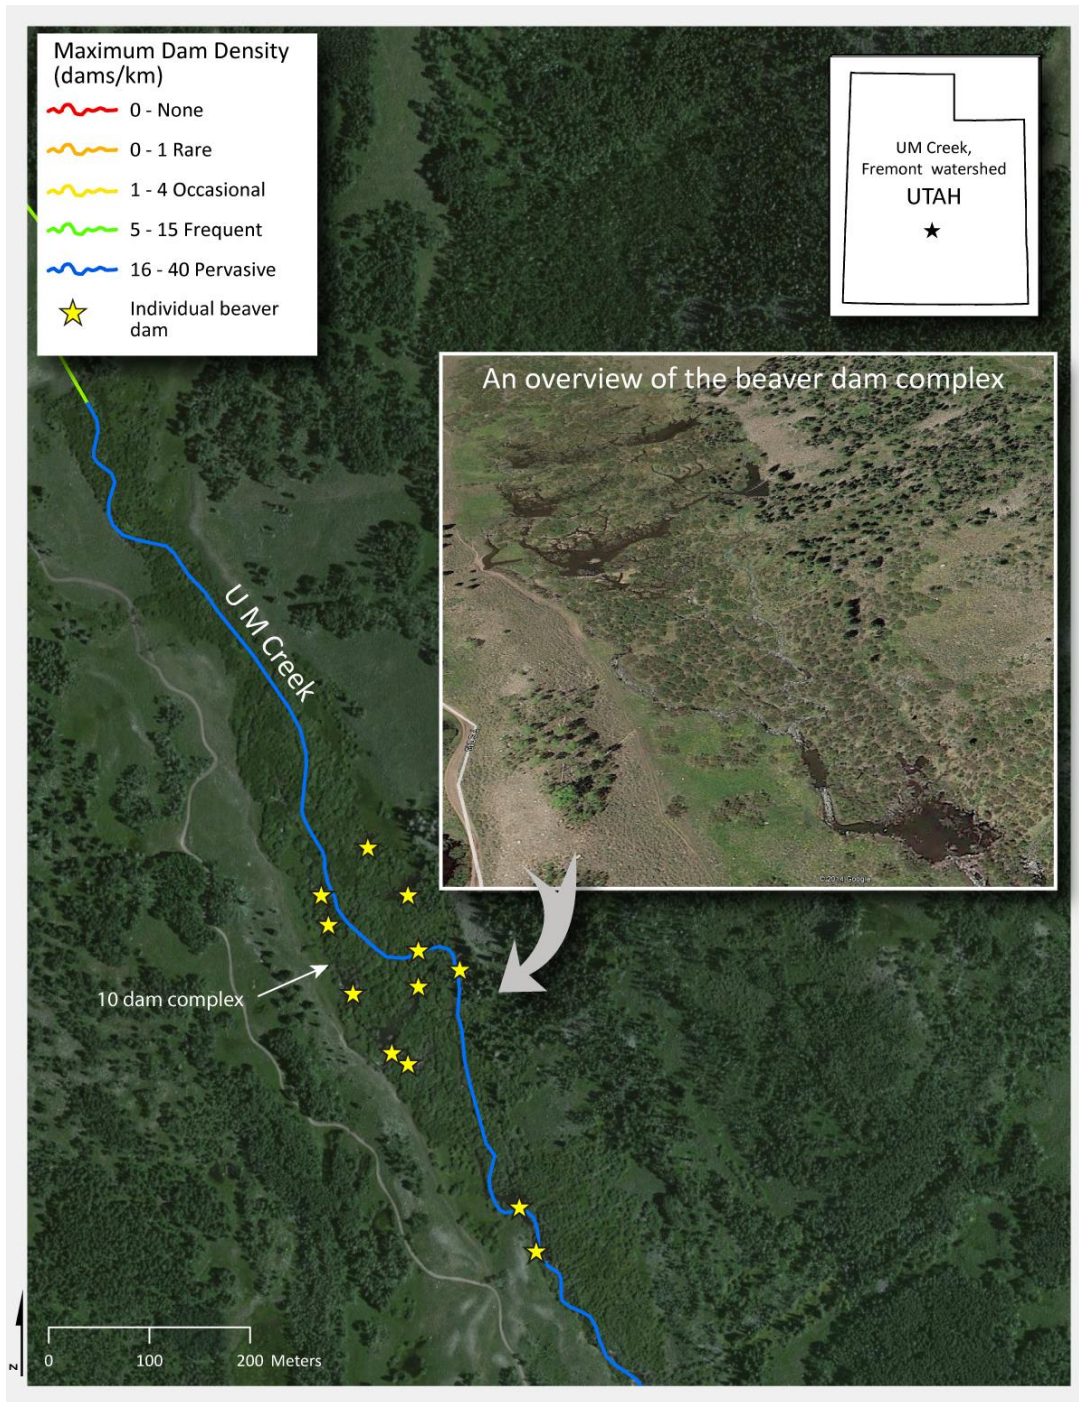 Maximum Dam Density
(dams/km)
0 - None
0 - 1 Rare
1 - 4 Occasional
5 - 15 Frequent
16 - 40 Pervasive
Individual beaver
dam
UM Creek,
Fremont watershed
UTAH
An overview of the beaver dam complex
©2014 Google
U M Creek
10 dam complex
N
0 100 200 Meters